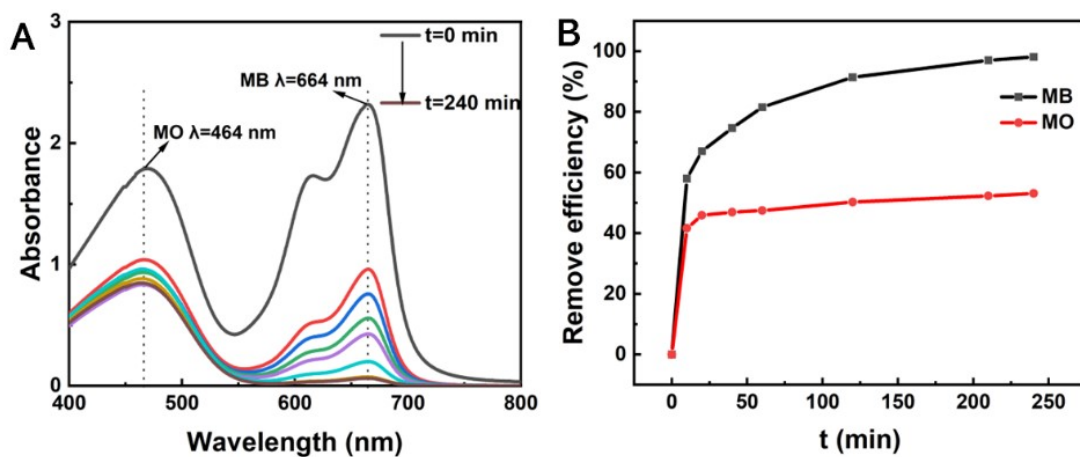 A
3
t=0 min
MB λ=664 nm
t=240 min
2
MO λ=464 nm
1
0
Absorbance
400 500 600 700 800
Wavelength (nm)
B
100
80
60
40
20
0
Remove efficiency (%)
MB
MO
0 50 100 150 200 250
t (min)